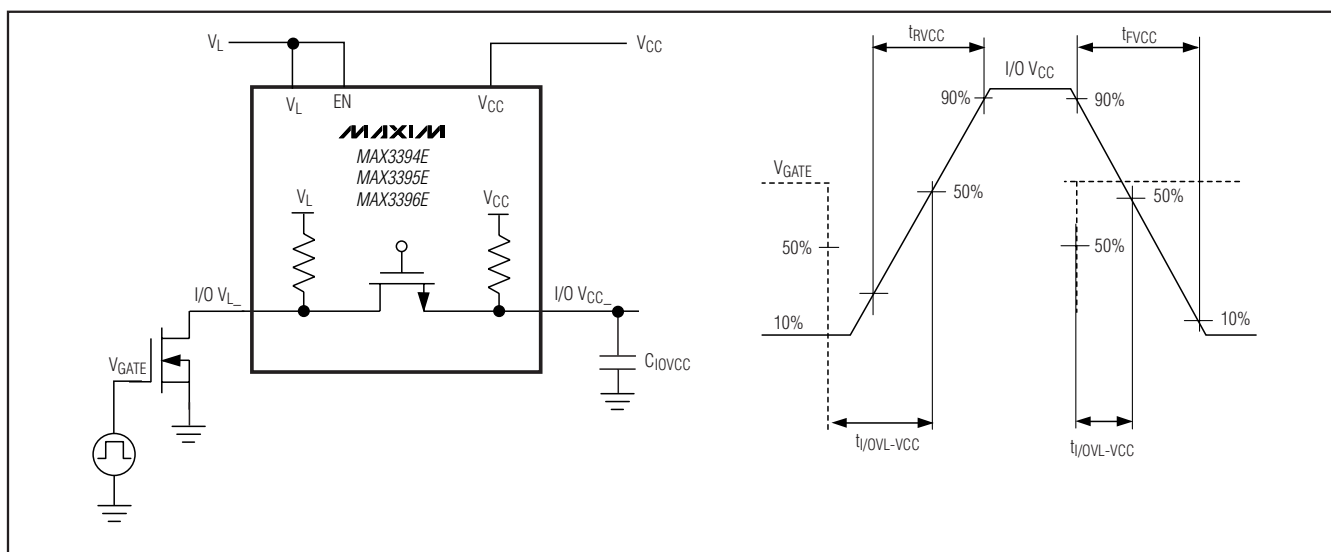 VL
VCC
VL
EN
VCC
MAXIM
MAX3394E
MAX3395E
MAX3396E
VL
VCC
I/O VL_
I/O VCC_
VGATE
CIOVCC
tRVCC
tFVCC
I/O VCC
90%
90%
VGATE
50%
50%
50%
50%
10%
10%
tI/OVL-VCC
tI/OVL-VCC